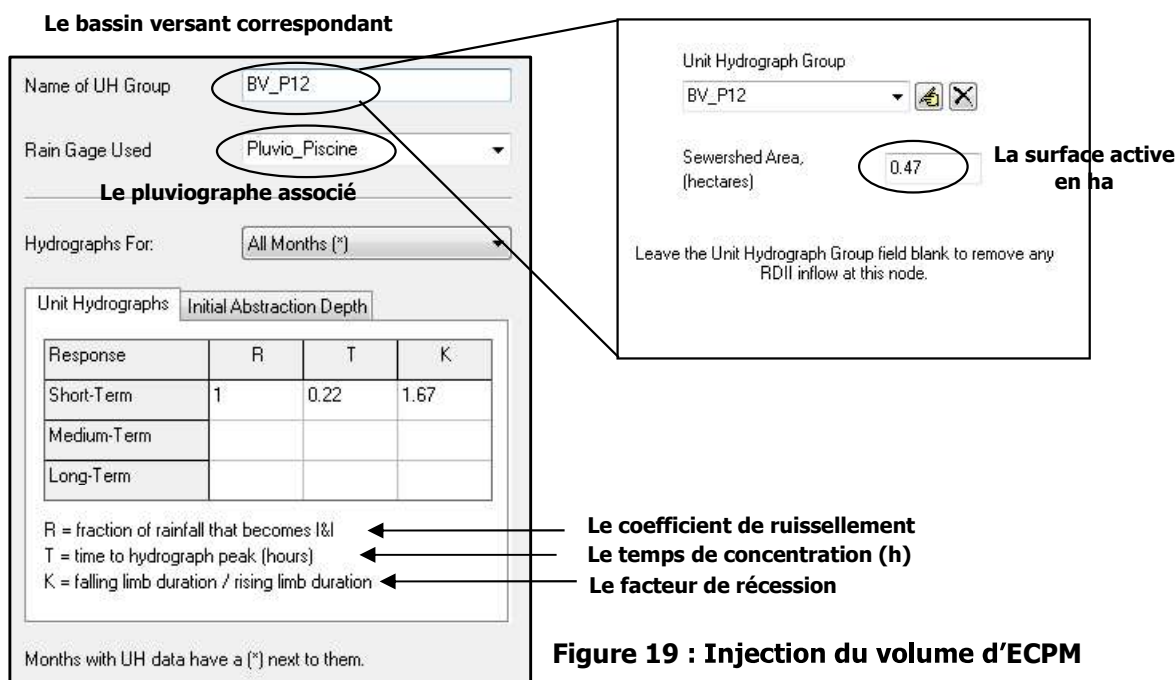 Le bassin versant correspondant
Name of UH Group
BV_P12
Rain Gage Used
Pluvio_Piscine
Le pluviographe associé
Hydrographs For:
All Months (*)
Unit Hydrographs
Initial Abstraction Depth
Response R T K
Short-Term 1 0.22 1.67
Medium-Term
Long-Term
R = fraction of rainfall that becomes I&I
T = time to hydrograph peak (hours)
K = falling limb duration / rising limb duration
Months with UH data have a (*) next to them.
Unit Hydrograph Group
BV_P12
Sewershed Area,
(hectares)
0.47
La surface active
en ha
Leave the Unit Hydrograph Group field blank to remove any
RDII inflow at this node.
Le coefficient de ruissellement
Le temps de concentration (h)
Le facteur de récession
Figure 19 : Injection du volume d’ECPM